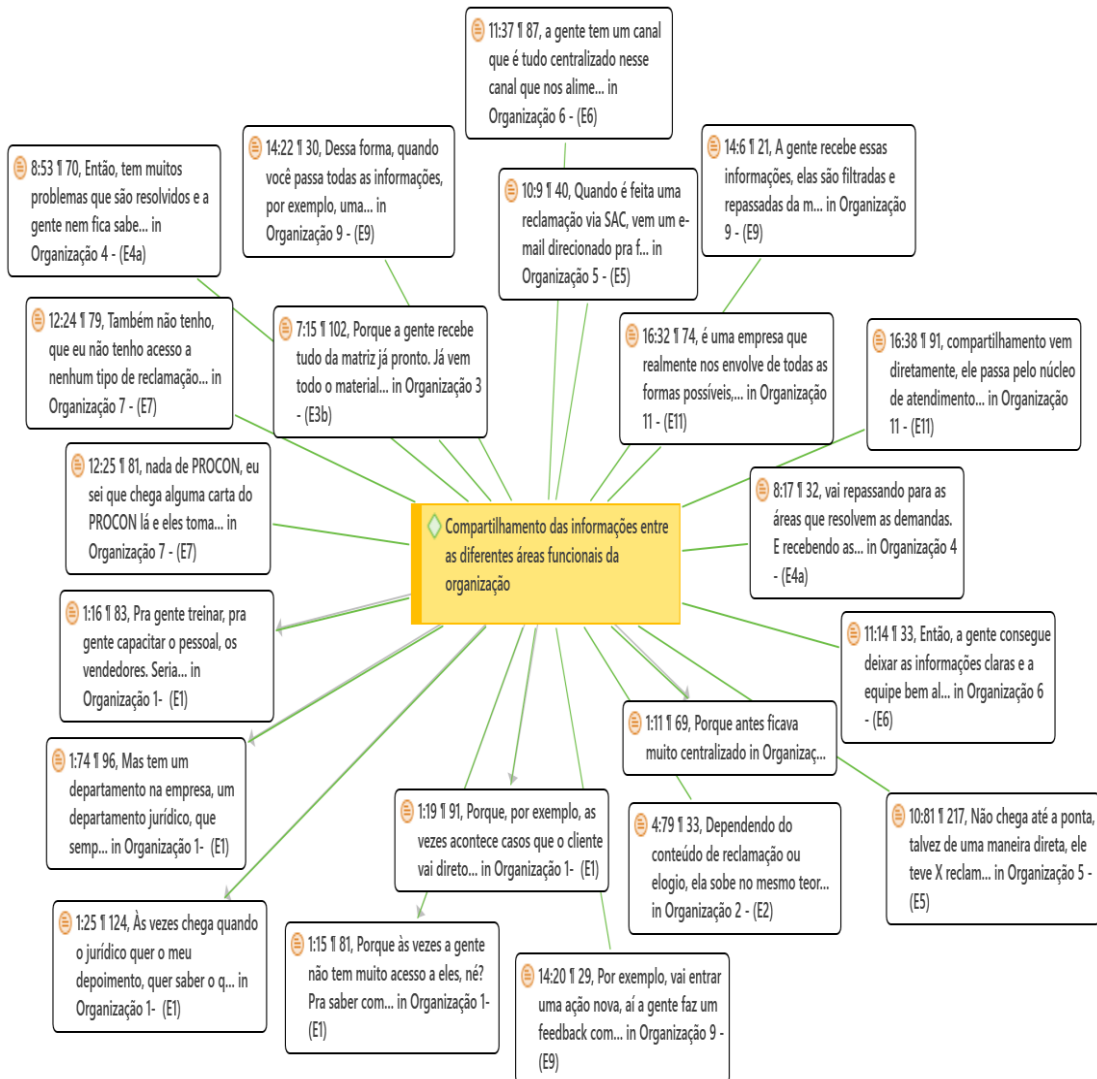 11:37 ¶ 87, a gente tem um canal
que é tudo centralizado nesse
canal que nos alime... in
Organização 6 - (E6)
14:22 ¶ 30, Dessa forma, quando
você passa todas as informações,
por exemplo, uma... in
Organização 9 - (E9)
14:6 ¶ 21, A gente recebe essas
informações, elas são filtradas e
repassadas da m... in Organização
9 - (E9)
8:53 ¶ 70, Então, tem muitos
problemas que são resolvidos e a
gente nem fica sabe... in
Organização 4 - (E4a)
10:9 ¶ 40, Quando é feita uma
reclamação via SAC, vem um e-
mail direcionado pra f... in
Organização 5 - (E5)
12:24 ¶ 79, Também não tenho,
que eu não tenho acesso a
nenhum tipo de reclamação... in
Organização 7 - (E7)
7:15 ¶ 102, Porque a gente recebe
tudo da matriz já pronto. Já vem
todo o material... in Organização 3
- (E3b)
16:32 ¶ 74, é uma empresa que
realmente nos envolve de todas as
formas possíveis,... in Organização
11 - (E11)
16:38 ¶ 91, compartilhamento vem
diretamente, ele passa pelo núcleo
de atendimento... in Organização
11 - (E11)
12:25 ¶ 81, nada de PROCON, eu
sei que chega alguma carta do
PROCON lá e eles toma... in
Organização 7 - (E7)
Compartilhamento das informações entre
as diferentes áreas funcionais da
organização
8:17 ¶ 32, vai repassando para as
áreas que resolvem as demandas.
E recebendo as... in Organização 4
- (E4a)
1:16 ¶ 83, Pra gente treinar, pra
gente capacitar o pessoal, os
vendedores. Seria... in
Organização 1- (E1)
11:14 ¶ 33, Então, a gente consegue
deixar as informações claras e a
equipe bem al... in Organização 6
- (E6)
1:11 ¶ 69, Porque antes ficava
muito centralizado in Organizaç...
1:74 ¶ 96, Mas tem um
departamento na empresa, um
departamento jurídico, que
semp... in Organização 1- (E1)
1:19 ¶ 91, Porque, por exemplo, as
vezes acontece casos que o cliente
vai direto... in Organização 1- (E1)
4:79 ¶ 33, Dependendo do
conteúdo de reclamação ou
elogio, ela sobe no mesmo teor...
in Organização 2 - (E2)
10:81 ¶ 217, Não chega até a ponta,
talvez de uma maneira direta, ele
teve X reclam... in Organização 5 -
(E5)
1:25 ¶ 124, Às vezes chega quando
o jurídico quer o meu
depoimento, quer saber o q... in
Organização 1- (E1)
1:15 ¶ 81, Porque às vezes a gente
não tem muito acesso a eles, né?
Pra saber com... in Organização 1-
(E1)
14:20 ¶ 29, Por exemplo, vai entrar
uma ação nova, aí a gente faz um
feedback com... in Organização 9 -
(E9)